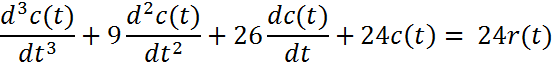 d³c(t)/dt³ + 9 d²c(t)/dt² + 26 dc(t)/dt + 24c(t) = 24r(t)